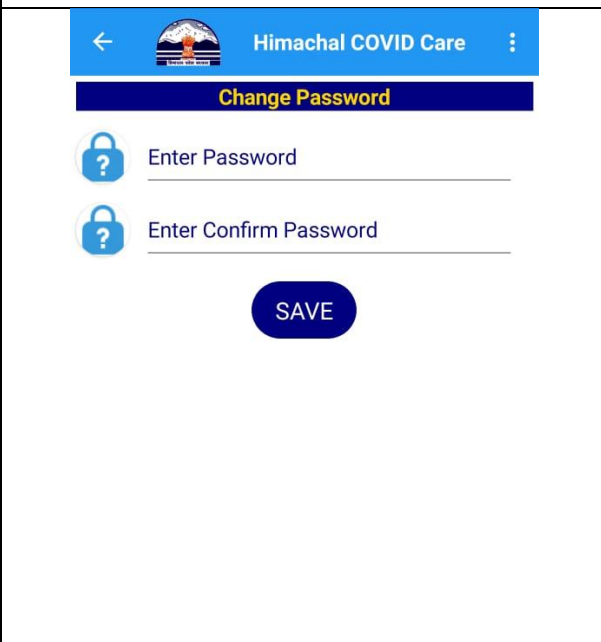 Himachal COVID Care
Change Password
? Enter Password
? Enter Confirm Password
SAVE